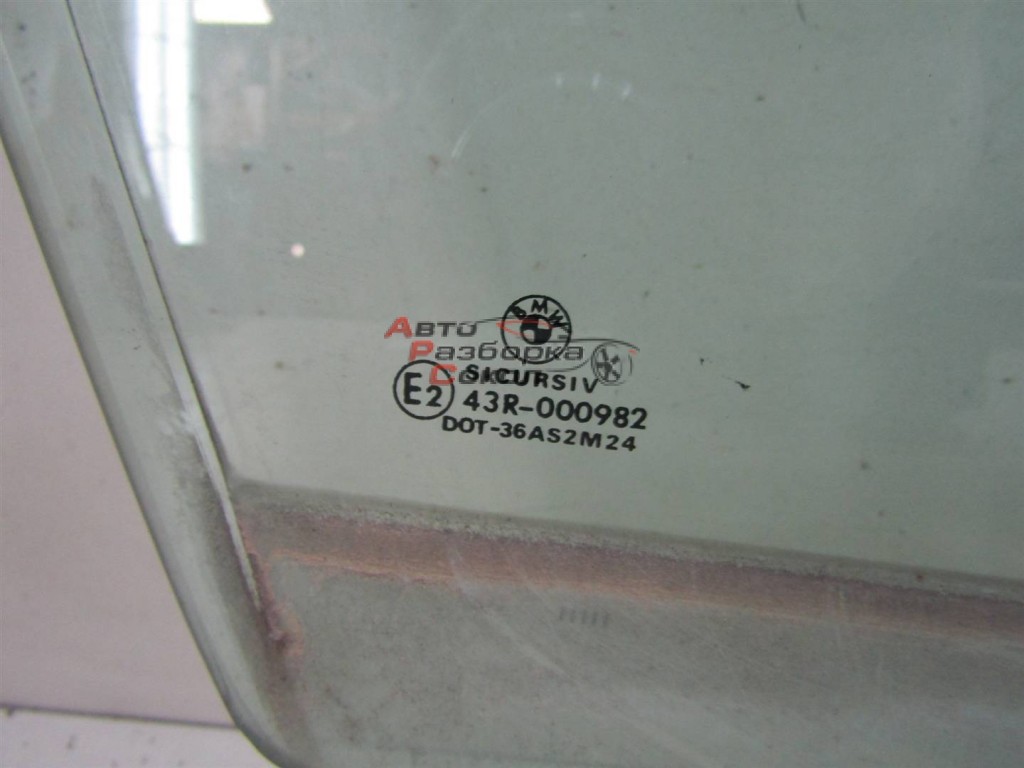 BMW
Авто
Разборка
SICURSIV
E2 43R-000982
DOT-36AS2M24